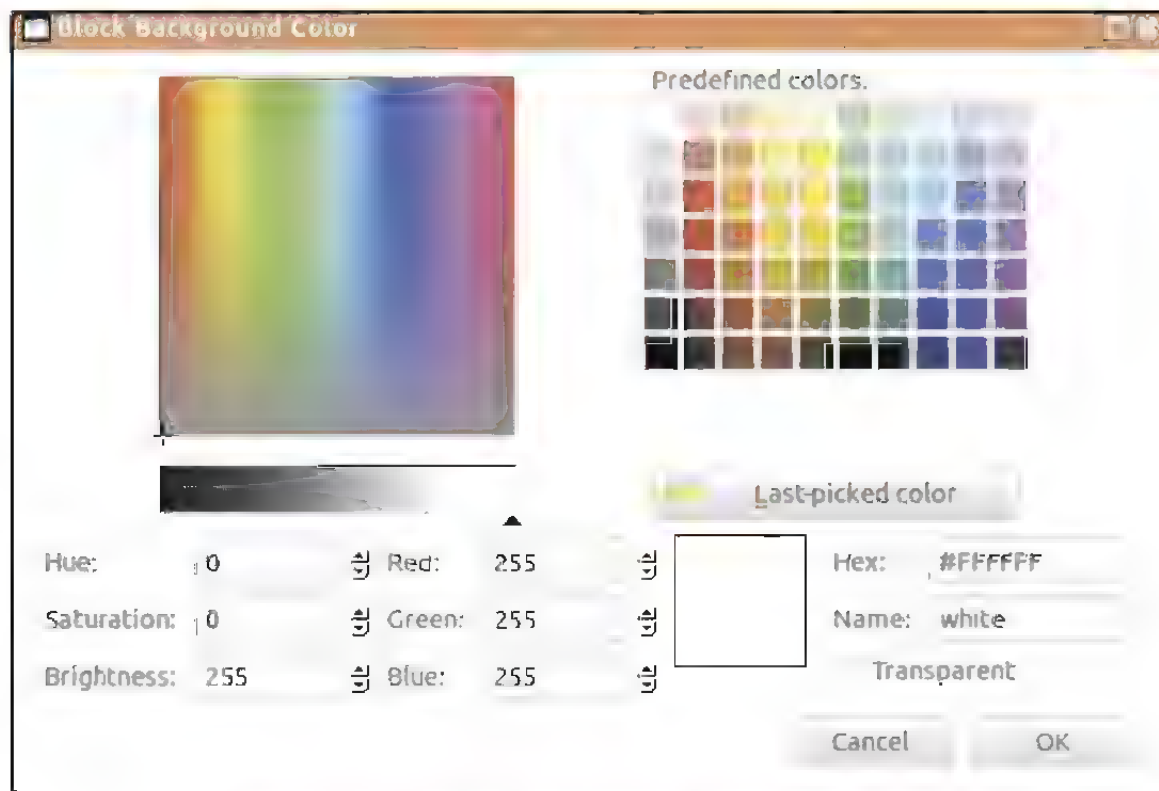 Block Background Color
Predefined colors.
Last-picked color
Hue: 0 Red: 255 Hex: #FFFFFF
Saturation: 0 Green: 255 Name: white
Brightness: 255 Blue: 255 Transparent
Cancel OK